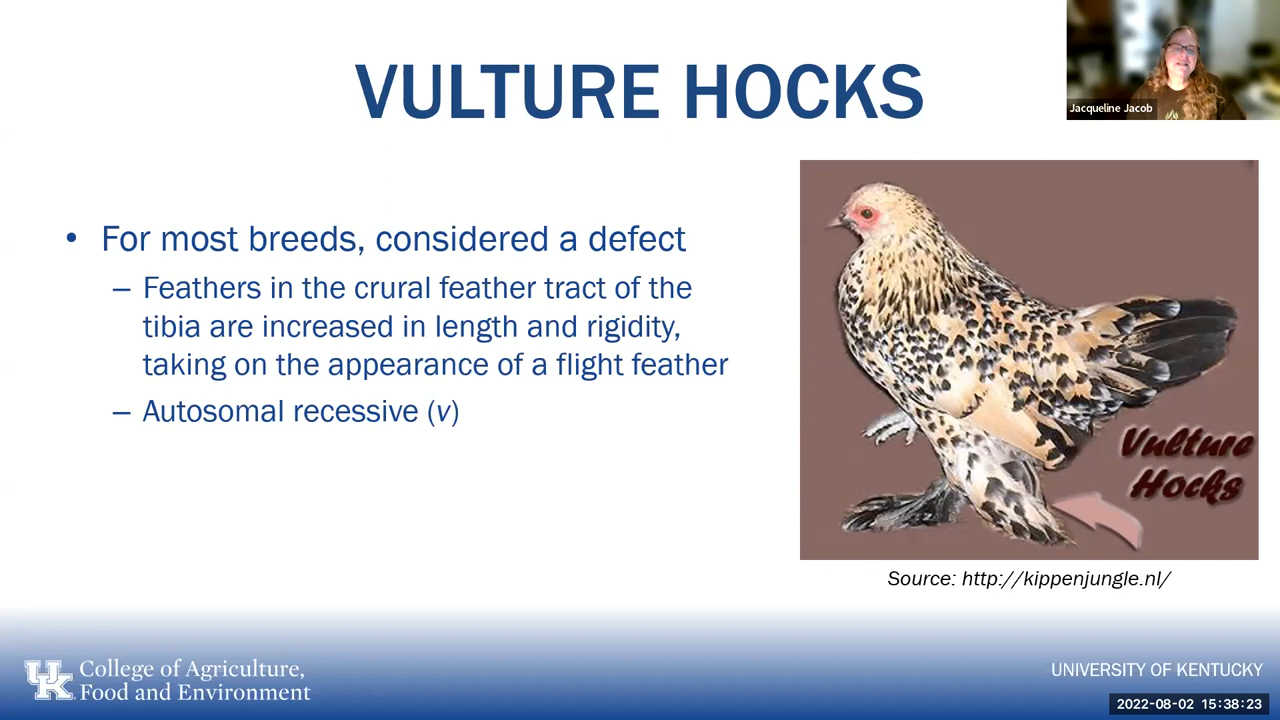 VULTURE HOCKS
Jacqueline Jacob
• For most breeds, considered a defect
– Feathers in the crural feather tract of the
tibia are increased in length and rigidity,
taking on the appearance of a flight feather
– Autosomal recessive (v)
Vulture
Hocks
Source: http://kippenjungle.nl/
UK
College of Agriculture,
Food and Environment
UNIVERSITY OF KENTUCKY
2022-08-02 15:38:23